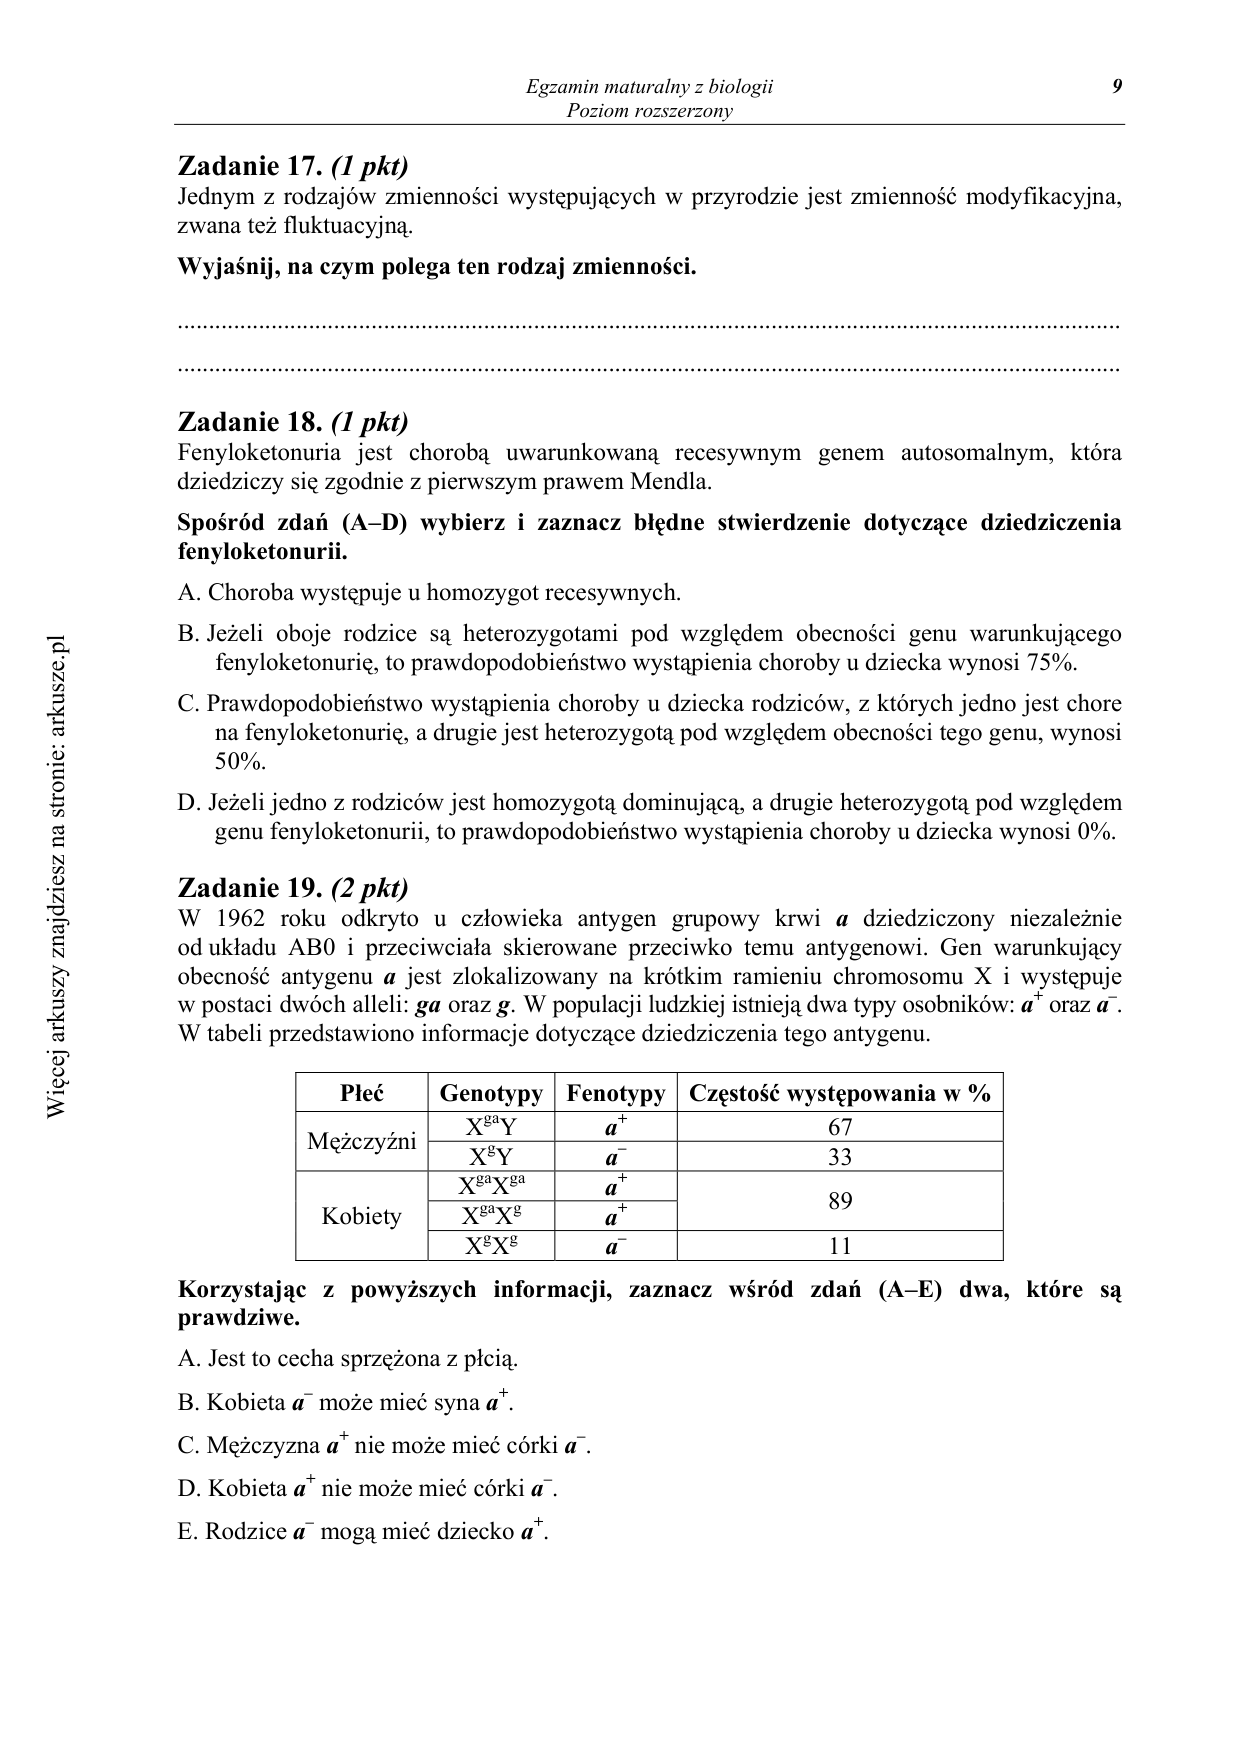 Egzamin maturalny z biologii
Poziom rozszerzony
9
Zadanie 17. (1 pkt)
Jednym z rodzajów zmienności występujących w przyrodzie jest zmienność modyfikacyjna,
zwana też fluktuacyjną.
Wyjaśnij, na czym polega ten rodzaj zmienności.
Zadanie 18. (1 pkt)
Fenyloketonuria jest chorobą uwarunkowaną recesywnym genem autosomalnym, która
dziedziczy się zgodnie z pierwszym prawem Mendla.
Spośród zdań (A–D) wybierz i zaznacz błędne stwierdzenie dotyczące dziedziczenia
fenyloketonurii.
A. Choroba występuje u homozygot recesywnych.
B. Jeżeli oboje rodzice są heterozygotami pod względem obecności genu warunkującego
fenyloketonurię, to prawdopodobieństwo wystąpienia choroby u dziecka wynosi 75%.
C. Prawdopodobieństwo wystąpienia choroby u dziecka rodziców, z których jedno jest chore
na fenyloketonurię, a drugie jest heterozygotą pod względem obecności tego genu, wynosi
50%.
D. Jeżeli jedno z rodziców jest homozygotą dominującą, a drugie heterozygotą pod względem
genu fenyloketonurii, to prawdopodobieństwo wystąpienia choroby u dziecka wynosi 0%.
Zadanie 19. (2 pkt)
W 1962 roku odkryto u człowieka antygen grupowy krwi a dziedziczony niezależnie
od układu AB0 i przeciwciała skierowane przeciwko temu antygenowi. Gen warunkujący
obecność antygenu a jest zlokalizowany na krótkim ramieniu chromosomu X i występuje
w postaci dwóch alleli: ga oraz g. W populacji ludzkiej istnieją dwa typy osobników: a⁺ oraz a⁻.
W tabeli przedstawiono informacje dotyczące dziedziczenia tego antygenu.
Płeć Genotypy Fenotypy Częstość występowania w %
Mężczyźni XᵍᵃY a⁺ 67
XᵍY a⁻ 33
Kobiety XᵍᵃXᵍᵃ a⁺ 89
XᵍᵃXᵍ a⁺
XᵍXᵍ a⁻ 11
Korzystając z powyższych informacji, zaznacz wśród zdań (A–E) dwa, które są
prawdziwe.
A. Jest to cecha sprzężona z płcią.
B. Kobieta a⁻ może mieć syna a⁺.
C. Mężczyzna a⁺ nie może mieć córki a⁻.
D. Kobieta a⁺ nie może mieć córki a⁻.
E. Rodzice a⁻ mogą mieć dziecko a⁺.
Więcej arkuszy znajdziesz na stronie: arkusze.pl